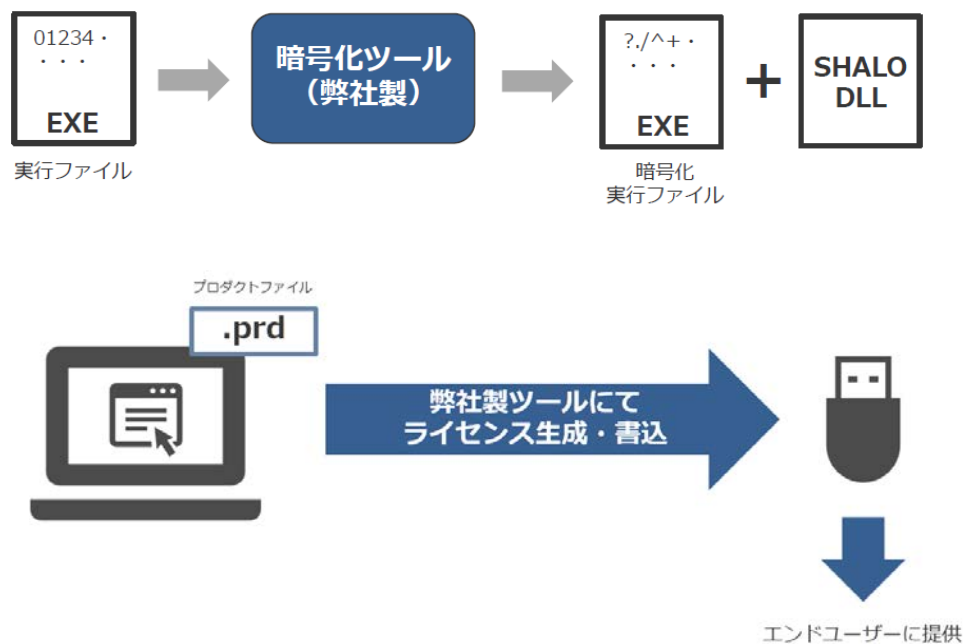 01234・
・・・
EXE
実行ファイル
暗号化ツール
（弊社製）
?./^+・
・・・
EXE
暗号化
実行ファイル
+
SHALO
DLL
プロダクトファイル
.prd
弊社製ツールにて
ライセンス生成・書込
エンドユーザーに提供